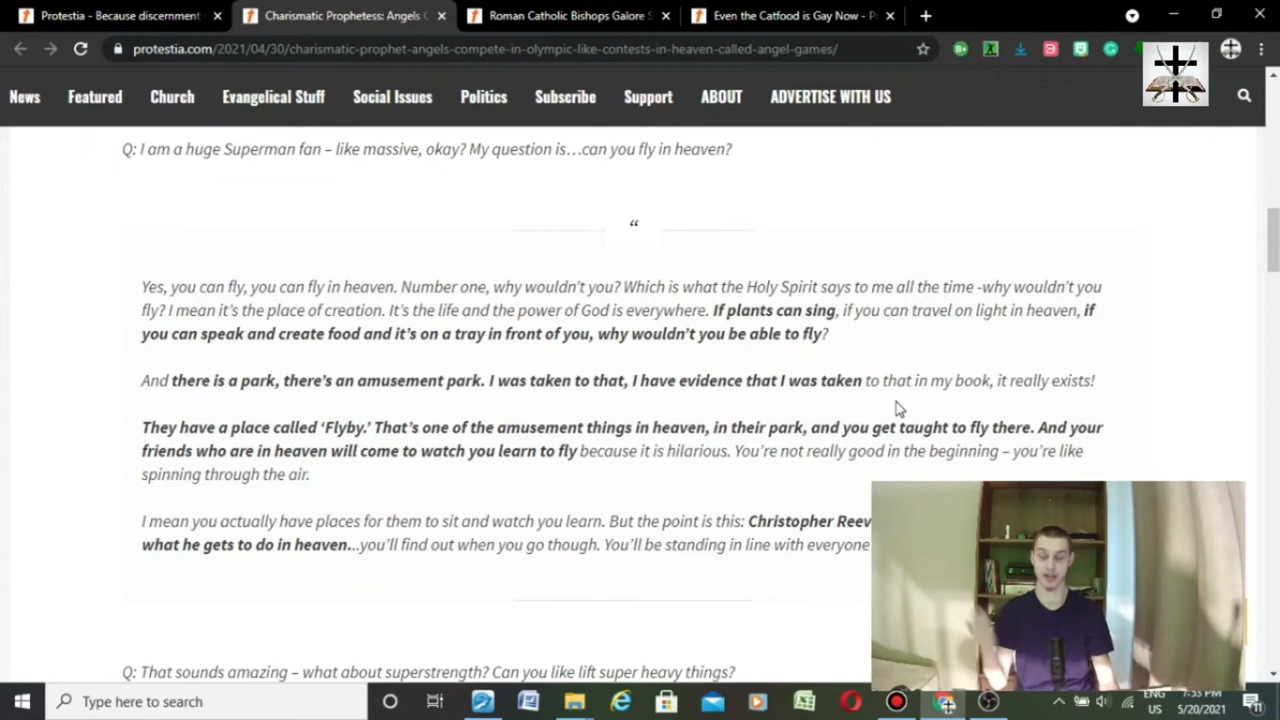 Protestia - Because discernment
Charismatic Prophetess: Angels C
Roman Catholic Bishops Galore S
Even the Catfood is Gay Now - P
protestia.com/2021/04/30/charismatic-prophet-angels-compete-in-olympic-like-contests-in-heaven-called-angel-games/
News Featured Church Evangelical Stuff Social Issues Politics Subscribe Support ABOUT ADVERTISE WITH US
Q: I am a huge Superman fan – like massive, okay? My question is…can you fly in heaven?
“
Yes, you can fly, you can fly in heaven. Number one, why wouldn’t you? Which is what the Holy Spirit says to me all the time -why wouldn’t you
fly? I mean it’s the place of creation. It’s the life and the power of God is everywhere. If plants can sing, if you can travel on light in heaven, if
you can speak and create food and it’s on a tray in front of you, why wouldn’t you be able to fly?
And there is a park, there’s an amusement park. I was taken to that, I have evidence that I was taken to that in my book, it really exists!
They have a place called ‘Flyby.’ That’s one of the amusement things in heaven, in their park, and you get taught to fly there. And your
friends who are in heaven will come to watch you learn to fly because it is hilarious. You’re not really good in the beginning – you’re like
spinning through the air.
I mean you actually have places for them to sit and watch you learn. But the point is this: Christopher Reev
what he gets to do in heaven...you’ll find out when you go though. You’ll be standing in line with everyone
Q: That sounds amazing – what about superstrength? Can you like lift super heavy things?
Type here to search
ENG
US
7:33 PM
5/20/2021